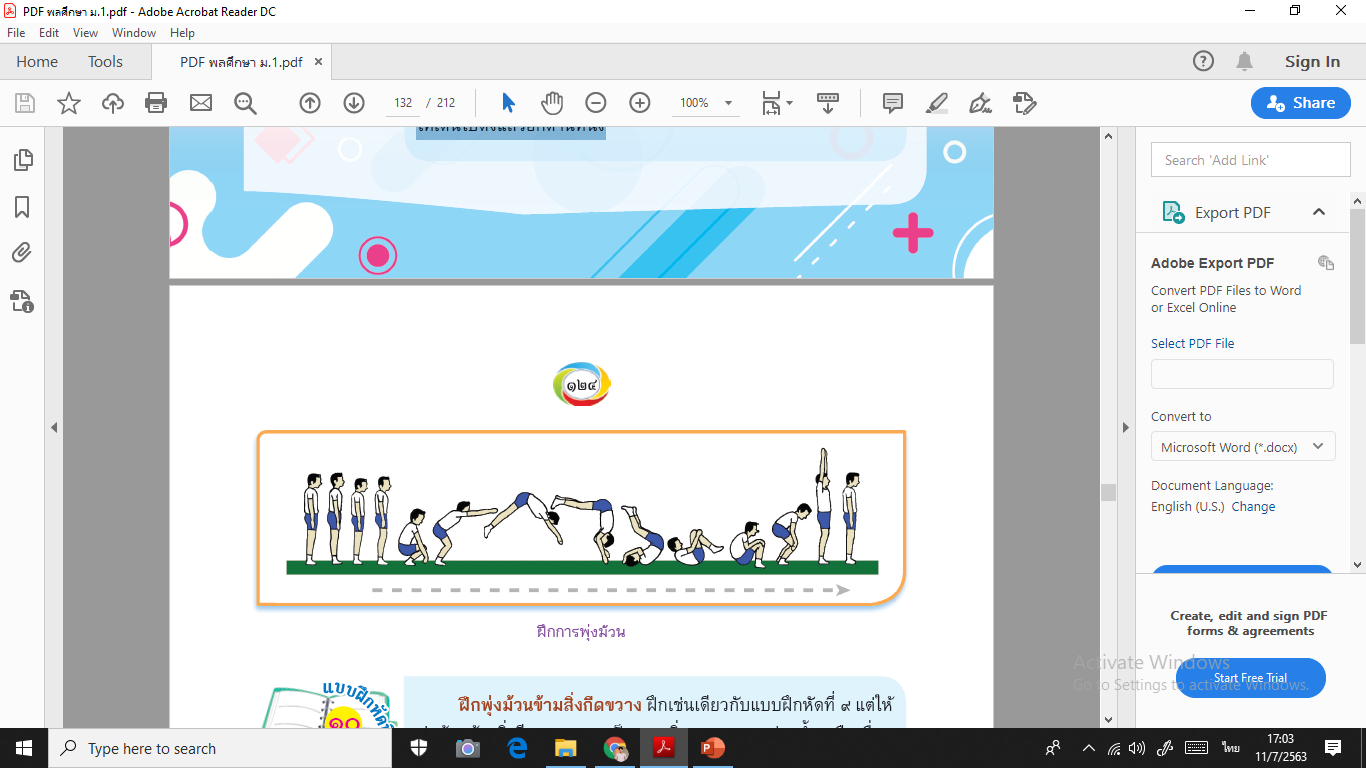 PDF พลศึกษา ม.1.pdf - Adobe Acrobat Reader DC
File Edit View Window Help
Home Tools PDF พลศึกษา ม.1.pdf × Sign In
132 / 212 100% Share
Search 'Add Link'
Export PDF
Adobe Export PDF
Convert PDF Files to Word
or Excel Online
Select PDF File
Convert to
Microsoft Word (*.docx)
Document Language:
English (U.S.) Change
Create, edit and sign PDF
forms & agreements
Start Free Trial
Activate Windows
Go to Settings to activate Windows.
๑๒๔
ฝึกการพุ่งม้วน
แบบฝึกหัดที่
๑๐
ฝึกพุ่งม้วนข้ามสิ่งกีดขวาง ฝึกเช่นเดียวกับแบบฝึกหัดที่ ๙ แต่ให้
Type here to search
ไทย
17:03
11/7/2563